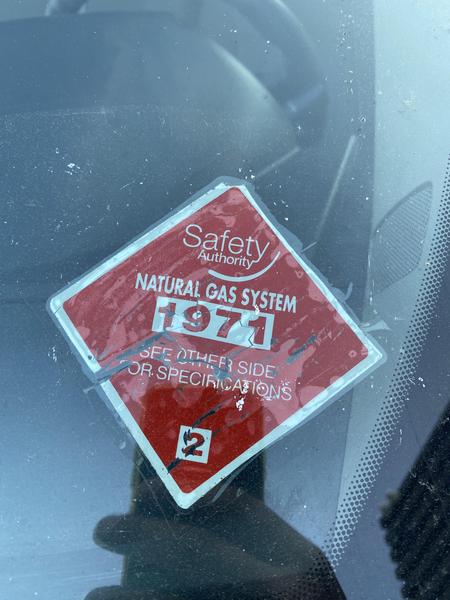 Safety
Authority
NATURAL GAS SYSTEM
1971
SEE OTHER SIDE
FOR SPECIFICATIONS
2